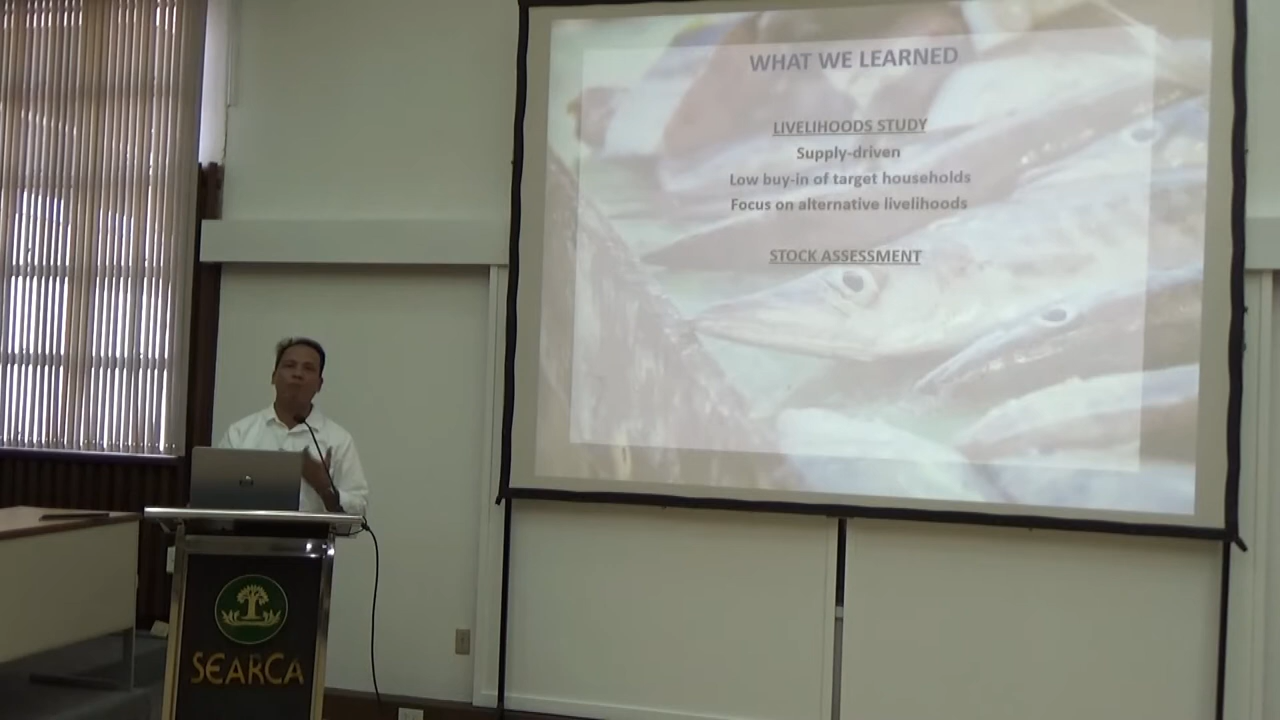 WHAT WE LEARNED
LIVELIHOODS STUDY
Supply-driven
Low buy-in of target households
Focus on alternative livelihoods
STOCK ASSESSMENT
SEARCA